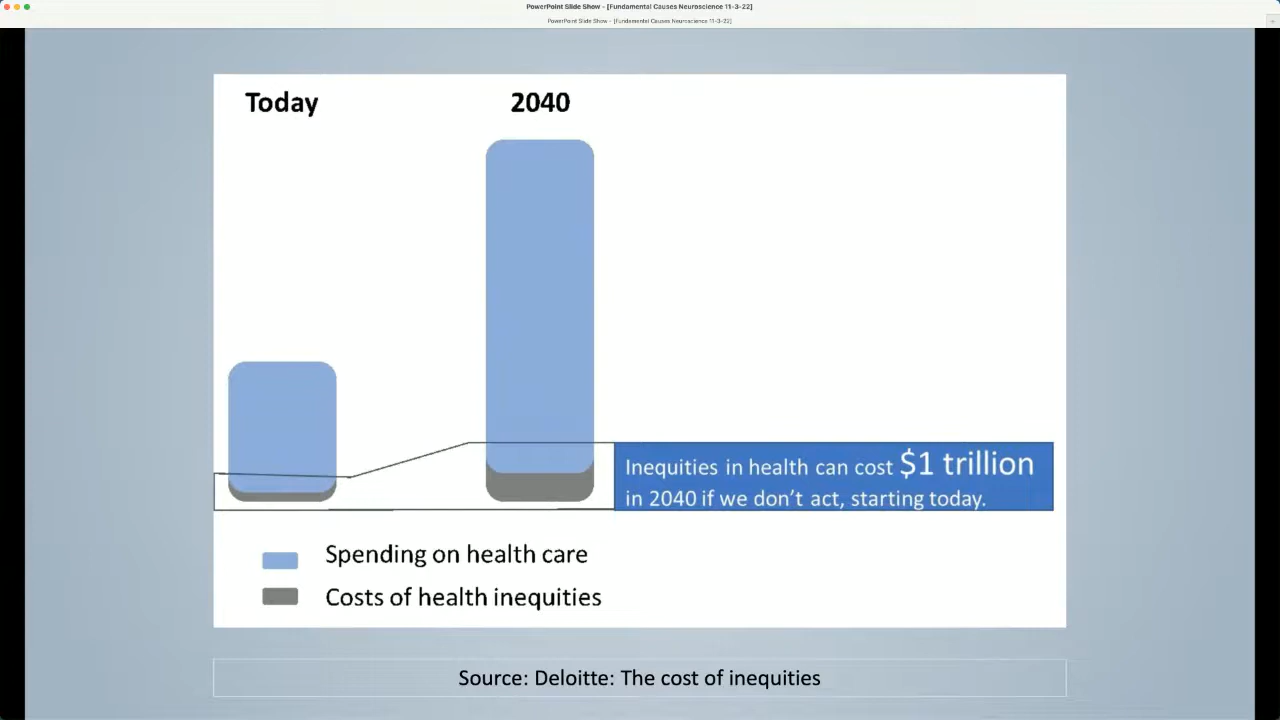 PowerPoint Slide Show - [Fundamental Causes Neuroscience 11-3-22]
PowerPoint Slide Show - [Fundamental Causes Neuroscience 11-3-22]
Today
2040
Inequities in health can cost $1 trillion
in 2040 if we don’t act, starting today.
Spending on health care
Costs of health inequities
Source: Deloitte: The cost of inequities